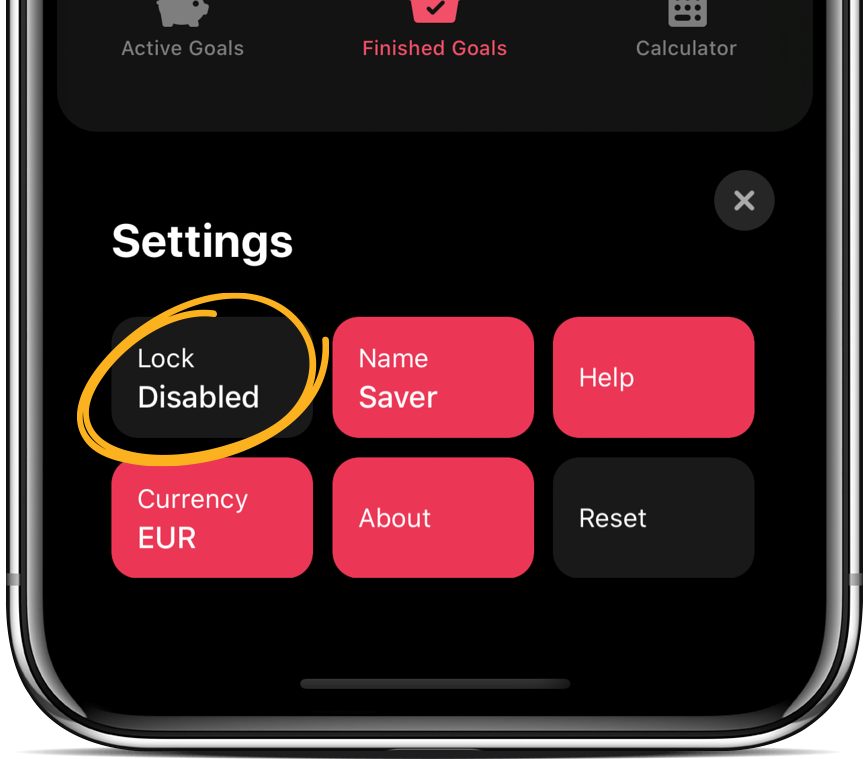 Active Goals
Finished Goals
Calculator
Settings
Lock
Disabled
Name
Saver
Help
Currency
EUR
About
Reset